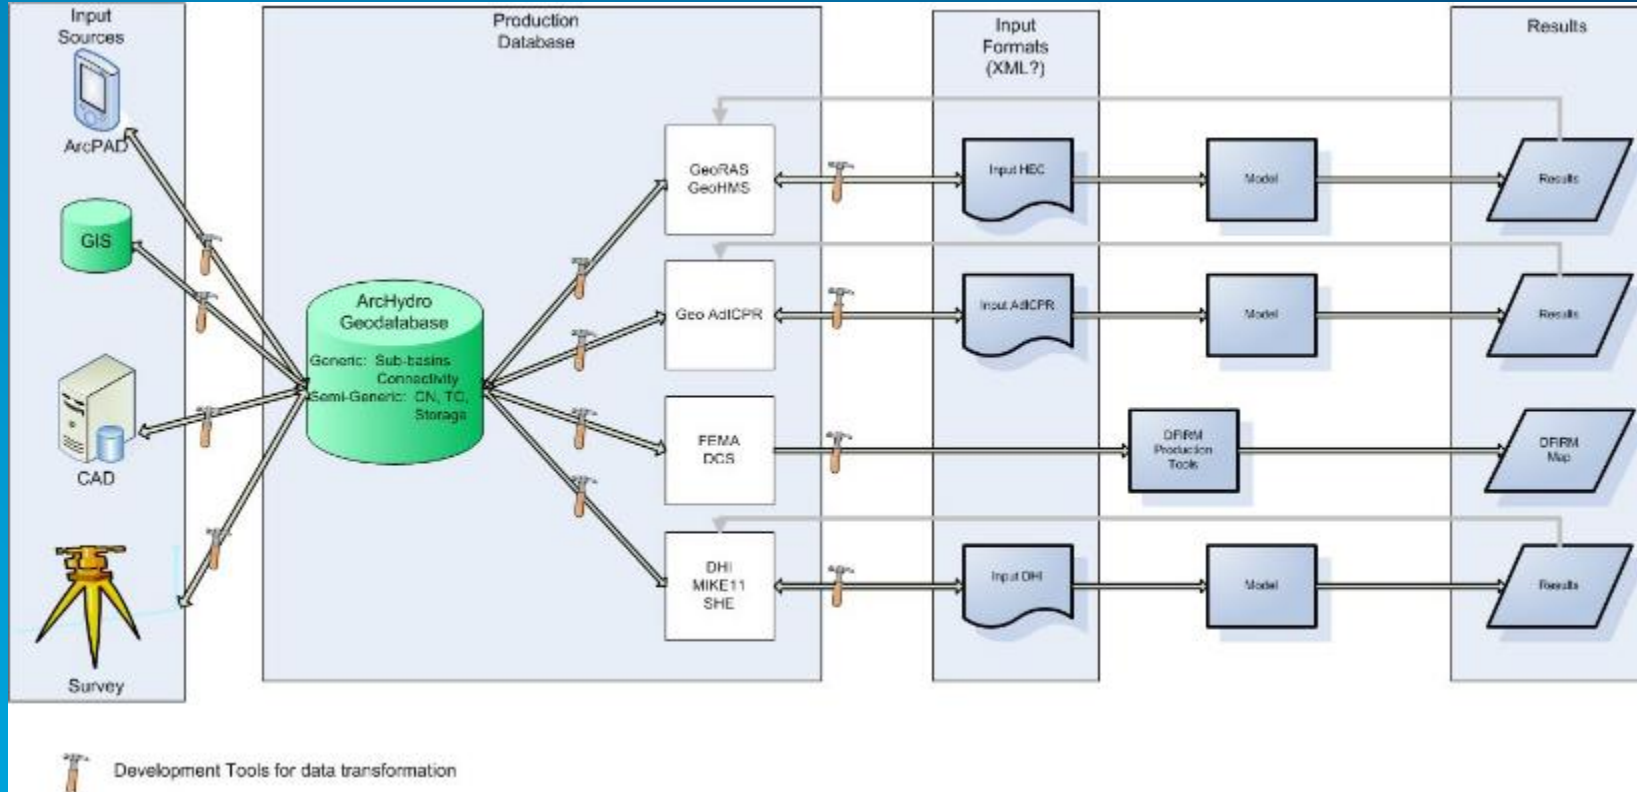 Input
Sources
ArcPAD
GIS
CAD
Survey
Production
Database
ArcHydro
Geodatabase
Generic: Sub-basins
Connectivity
Semi-Generic: CN, TC,
Storage
GeoRAS
GeoHMS
Geo AdICPR
FEMA
DCS
DHI
MIKE11
SHE
Input
Formats
(XML?)
Input HEC
Input AdICPR
Input DHI
Model
Model
DFIRM
Production
Tools
Model
Results
Results
Results
DFIRM
Map
Results
Development Tools for data transformation